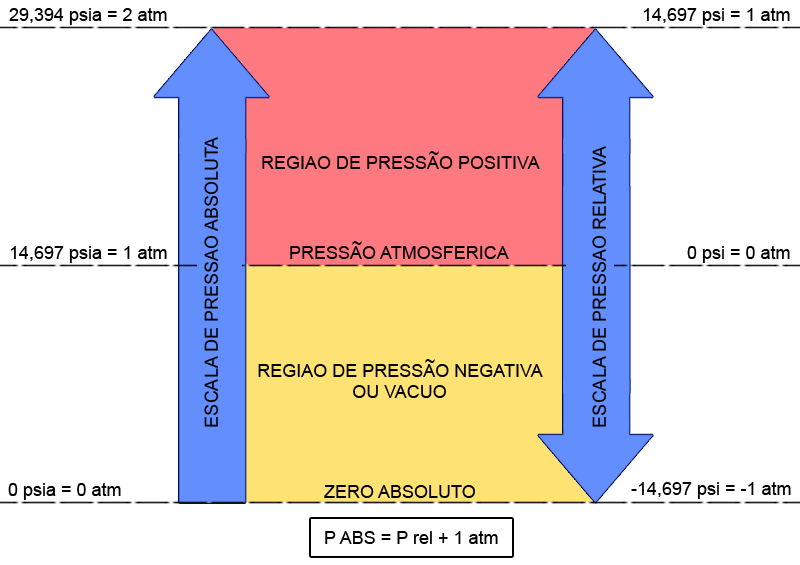 29,394 psia = 2 atm
14,697 psi = 1 atm
ESCALA DE PRESSAO ABSOLUTA
REGIAO DE PRESSÃO POSITIVA
ESCALA DE PRESSAO RELATIVA
14,697 psia = 1 atm
PRESSÃO ATMOSFERICA
0 psi = 0 atm
REGIAO DE PRESSÃO NEGATIVA
OU VACUO
0 psia = 0 atm
ZERO ABSOLUTO
-14,697 psi = -1 atm
P ABS = P rel + 1 atm